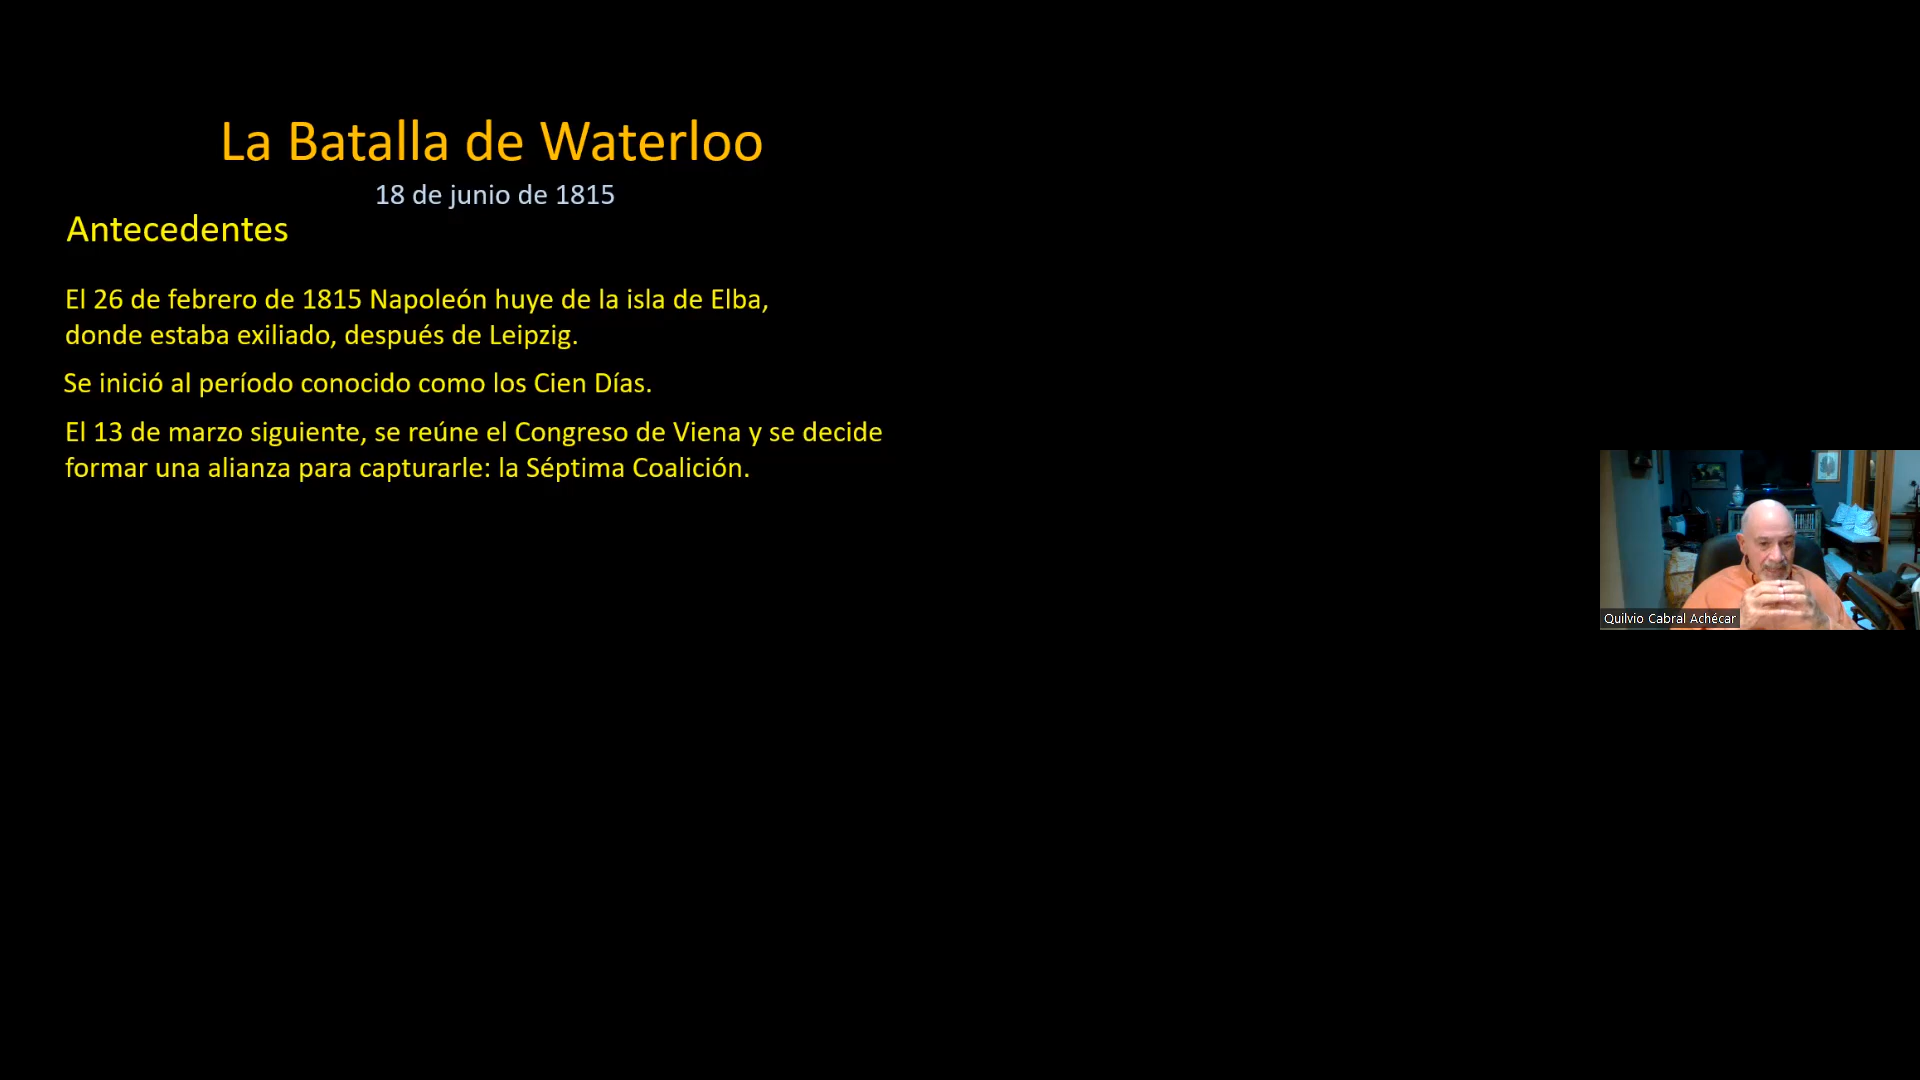 La Batalla de Waterloo
18 de junio de 1815
Antecedentes
El 26 de febrero de 1815 Napoleón huye de la isla de Elba,
donde estaba exiliado, después de Leipzig.
Se inició al período conocido como los Cien Días.
El 13 de marzo siguiente, se reúne el Congreso de Viena y se decide
formar una alianza para capturarle: la Séptima Coalición.
Quilvio Cabral Achécar